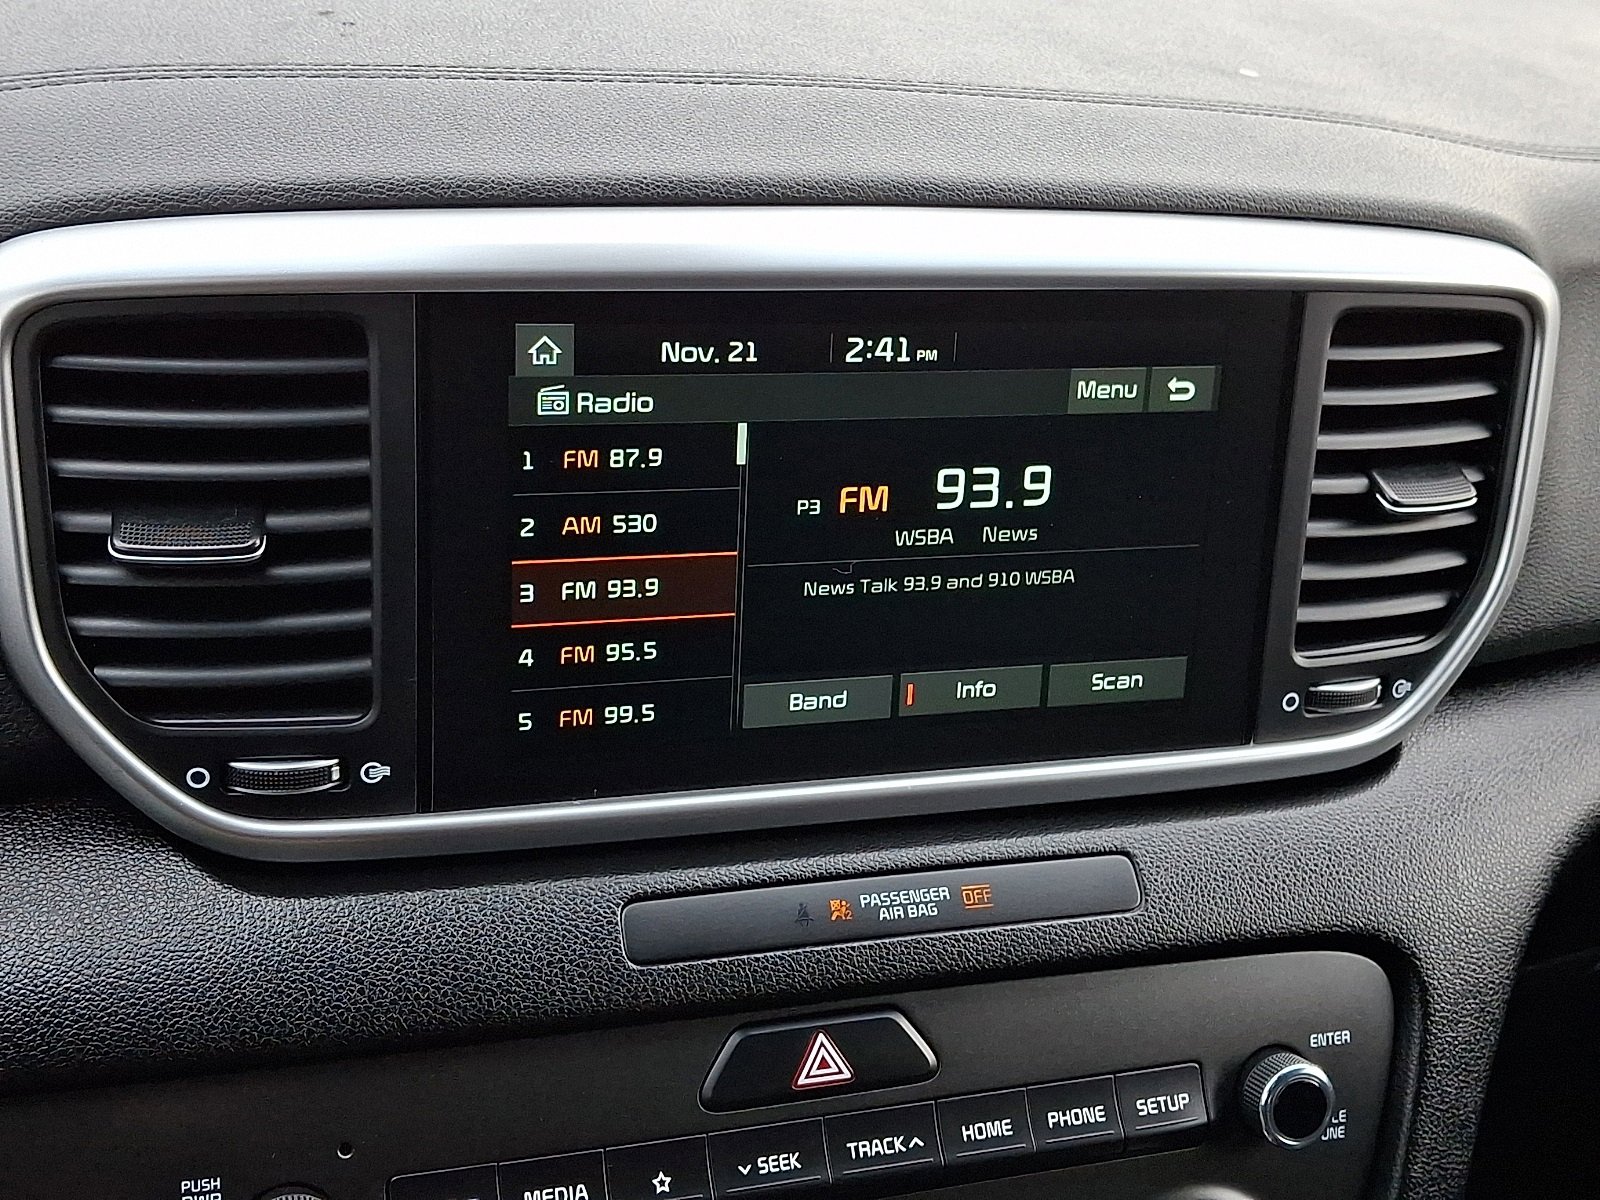 Nov. 21
2:41 PM
Radio
Menu
1 FM 87.9
2 AM 530
3 FM 93.9
4 FM 95.5
5 FM 99.5
P3 FM 93.9
WSBA News
News Talk 93.9 and 910 WSBA
Band
Info
Scan
PASSENGER
AIR BAG
OFF
ENTER
PUSH
MEDIA
SEEK
TRACK
HOME
PHONE
SETUP